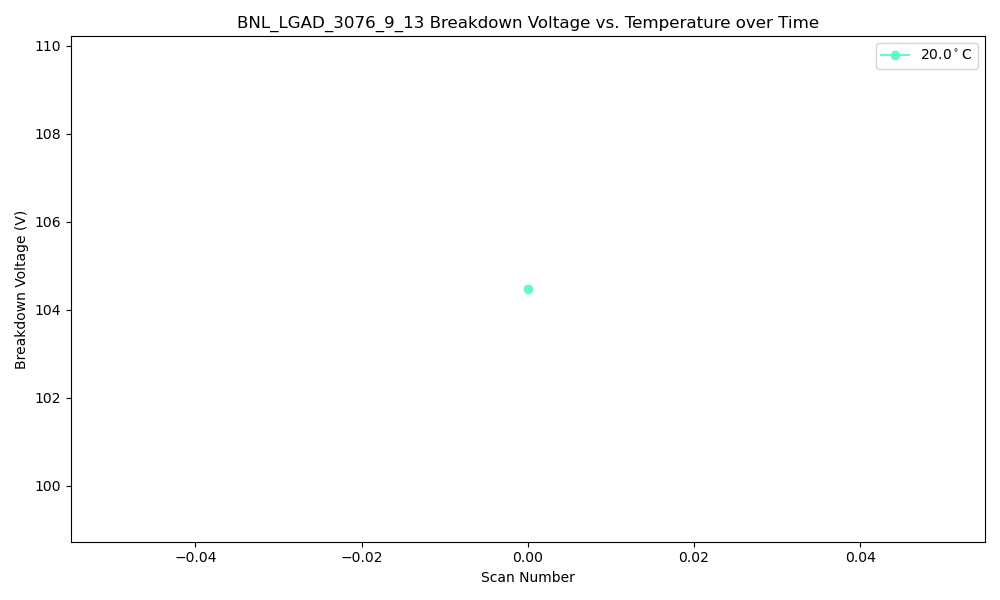 BNL_LGAD_3076_9_13 Breakdown Voltage vs. Temperature over Time
20.0°C
110
108
106
104
102
100
Breakdown Voltage (V)
−0.04
−0.02
0.00
0.02
0.04
Scan Number